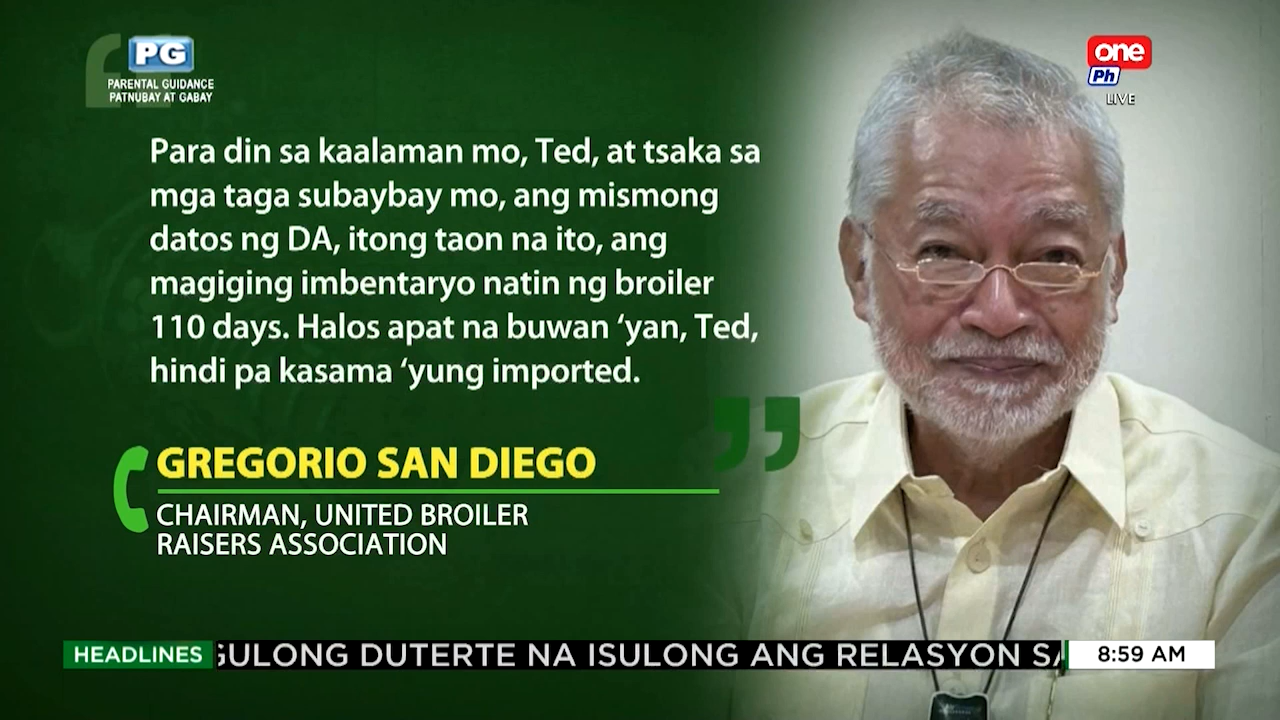 PG
PARENTAL GUIDANCE
PATNUBAY AT GABAY
one
Ph
LIVE
Para din sa kaalaman mo, Ted, at tsaka sa
mga taga subaybay mo, ang mismong
datos ng DA, itong taon na ito, ang
magiging imbentaryo natin ng broiler
110 days. Halos apat na buwan ‘yan, Ted,
hindi pa kasama ‘yung imported.
GREGORIO SAN DIEGO
CHAIRMAN, UNITED BROILER
RAISERS ASSOCIATION
HEADLINES
GULONG DUTERTE NA ISULONG ANG RELASYON SA
8:59 AM